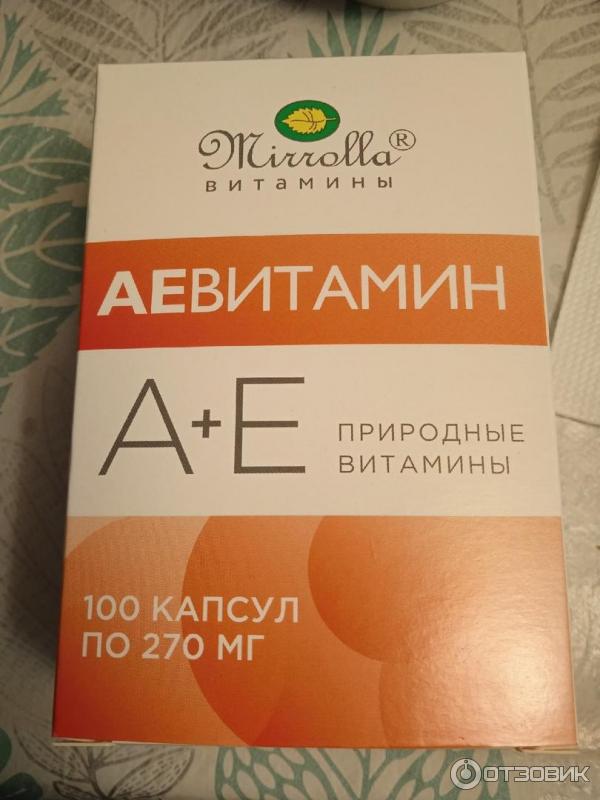 Mirrolla®
ВИТАМИНЫ
АЕВИТАМИН
А+Е
ПРИРОДНЫЕ
ВИТАМИНЫ
100 КАПСУЛ
ПО 270 МГ
ОТЗОВИК